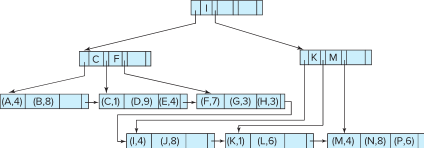 I
C F
K M
(A,4) (B,8) (C,1) (D,9) (E,4) (F,7) (G,3) (H,3)
(I,4) (J,8) (K,1) (L,6) (M,4) (N,8) (P,6)